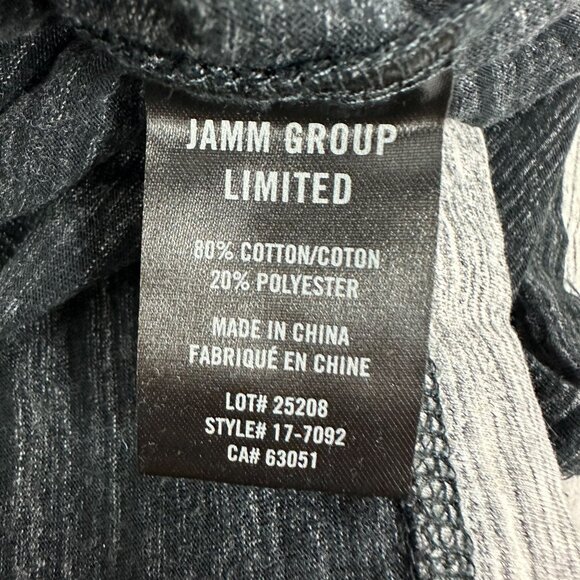 JAMM GROUP
LIMITED
80% COTTON/COTON
20% POLYESTER
MADE IN CHINA
FABRIQUÉ EN CHINE
LOT# 25208
STYLE# 17-7092
CA# 63051